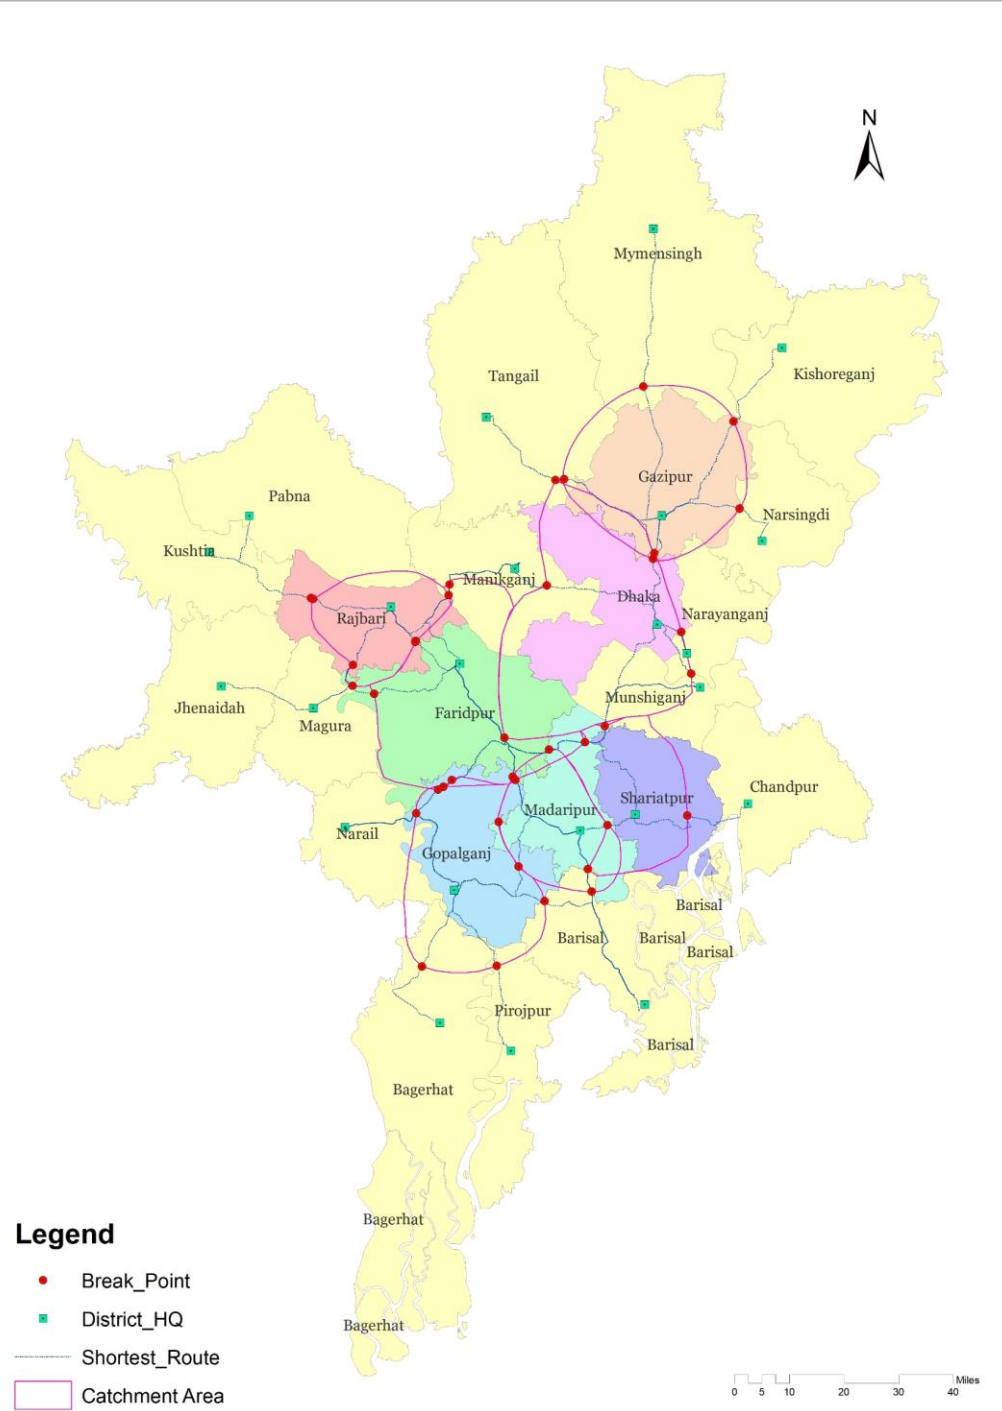 N
Mymensingh
Kishoreganj
Tangail
Gazipur
Pabna
Narsingdi
Kushtia
Manikganj
Dhaka
Narayanganj
Rajbari
Munshiganj
Jhenaidah
Faridpur
Magura
Chandpur
Shariatpur
Madaripur
Narail
Gopalganj
Barisal
Barisal
Barisal
Barisal
Pirojpur
Barisal
Bagerhat
Bagerhat
Bagerhat
Legend
Break_Point
District_HQ
Shortest_Route
Catchment Area
Miles
0 5 10 20 30 40